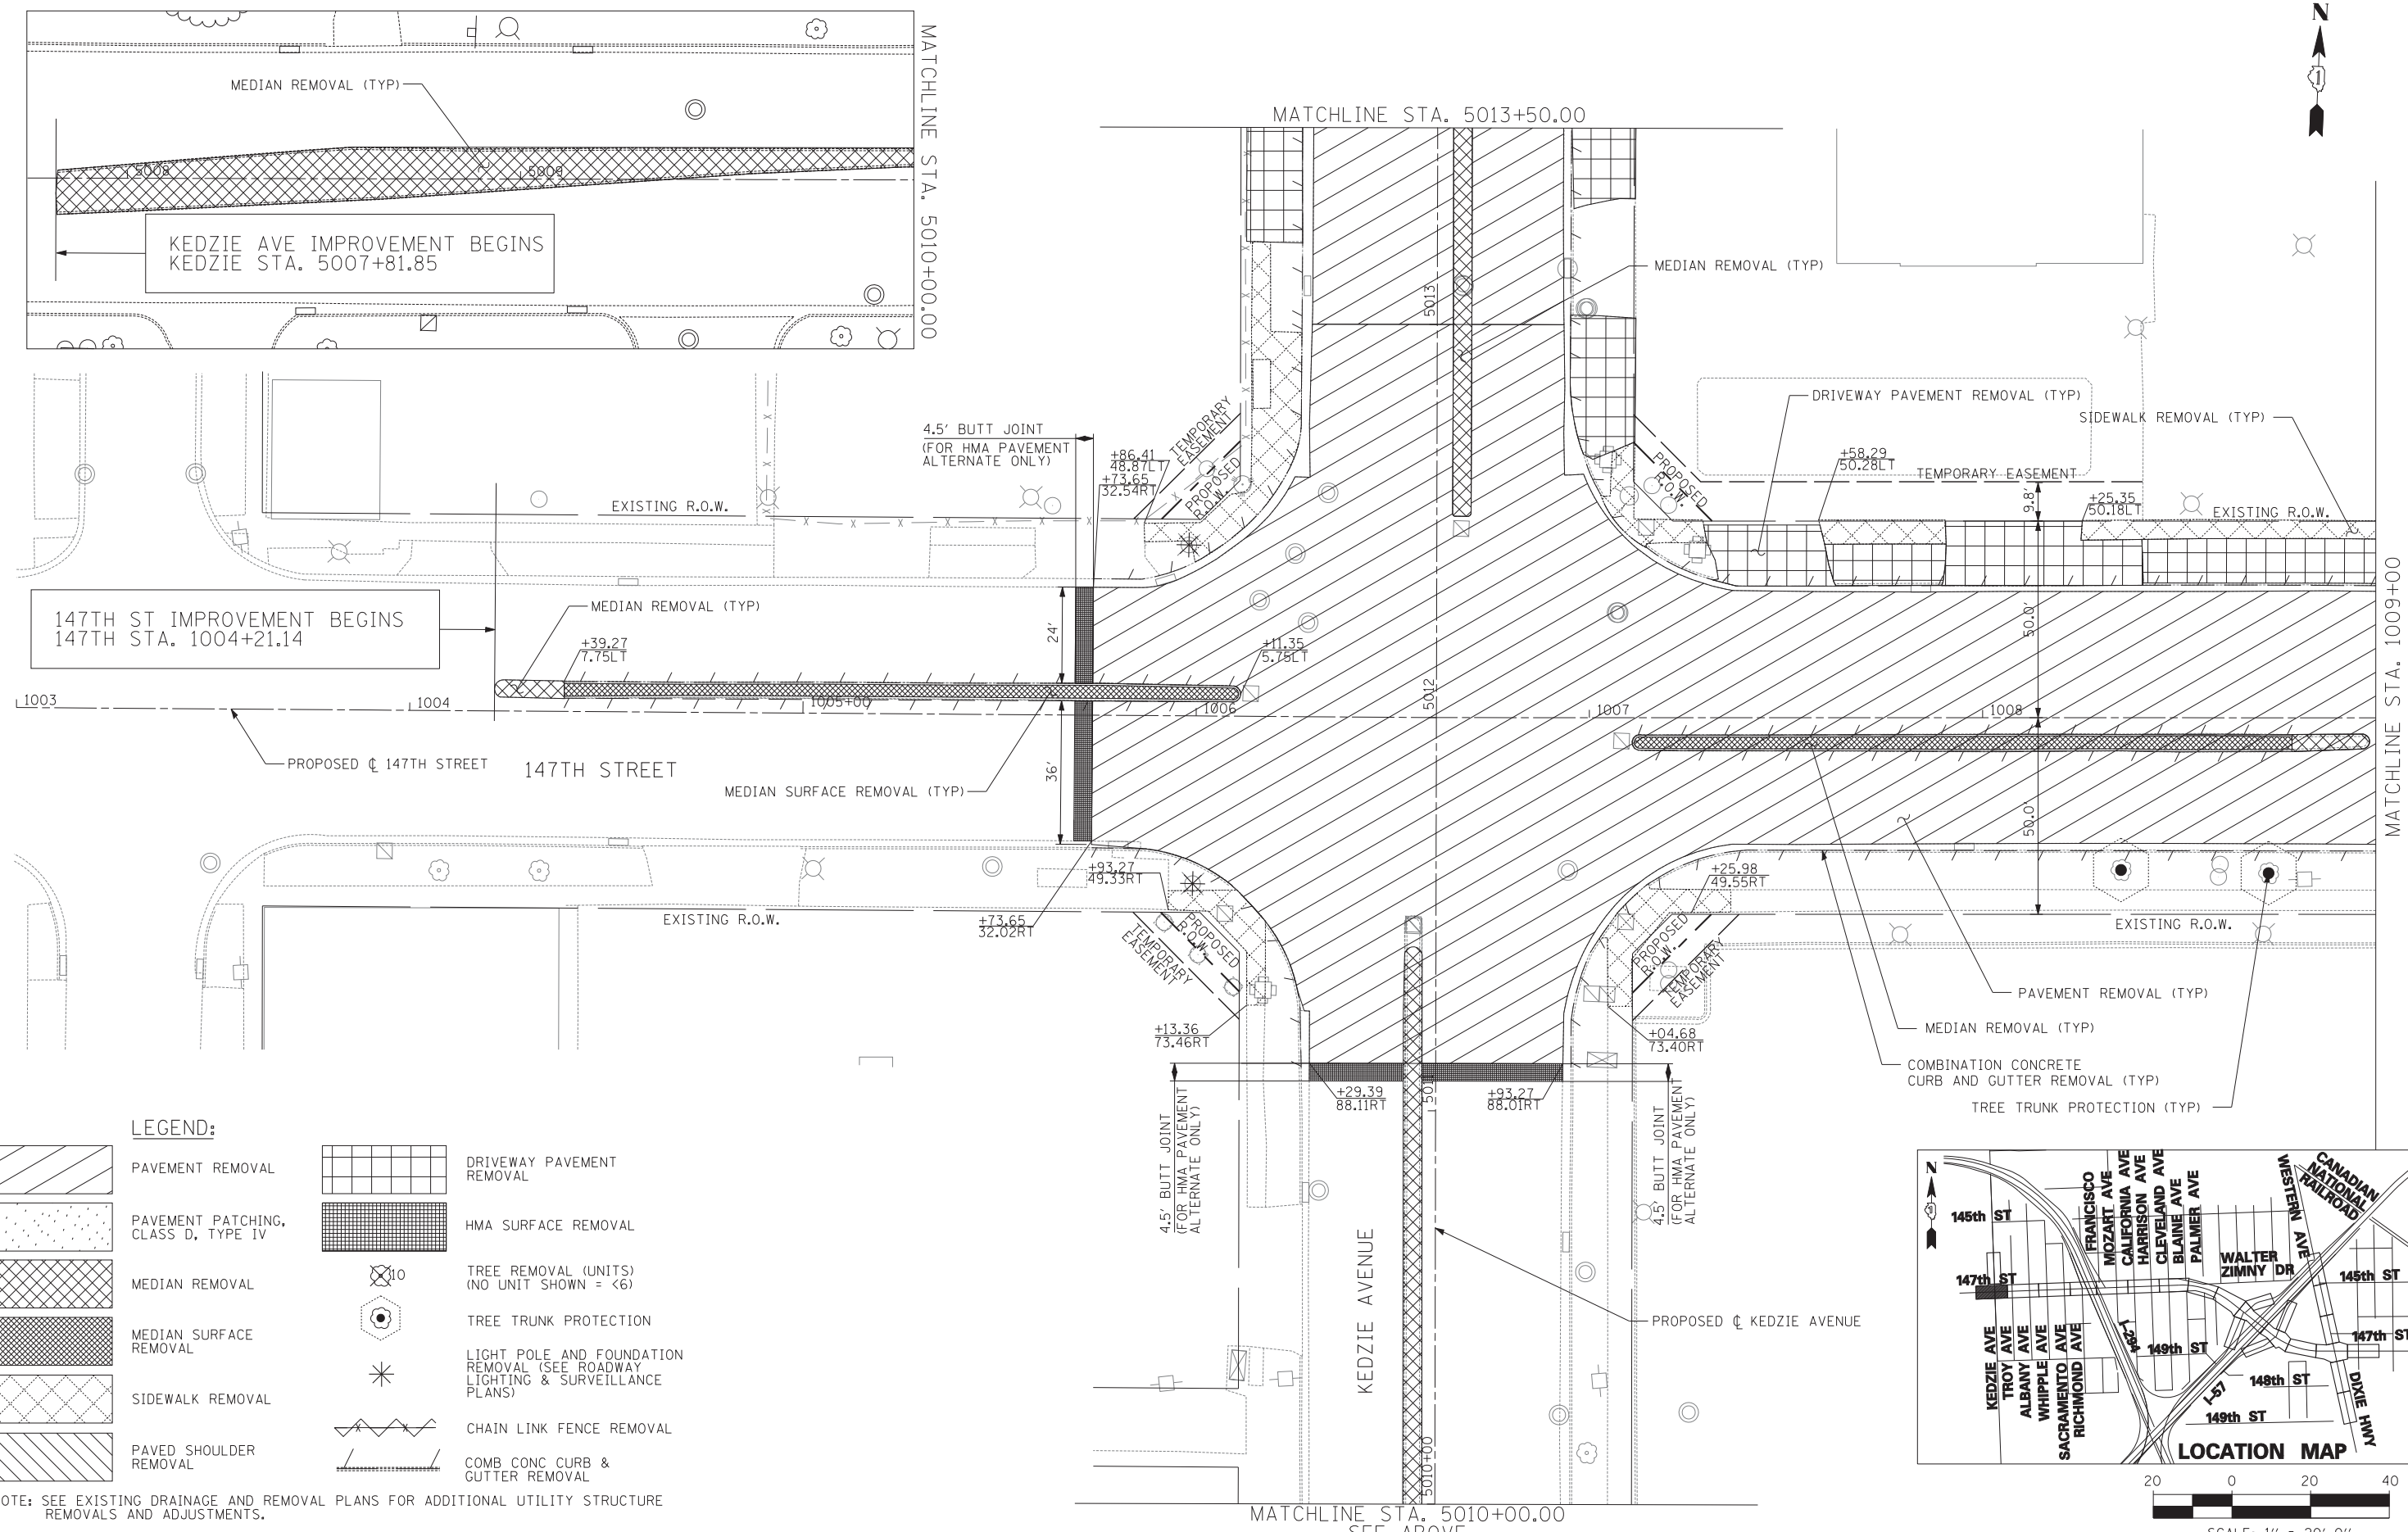 MEDIAN REMOVAL (TYP)
5008
5009
KEDZIE AVE IMPROVEMENT BEGINS
KEDZIE STA. 5007+81.85
MATCHLINE STA. 5010+00.00
N
1
MATCHLINE STA. 5013+50.00
5013
MEDIAN REMOVAL (TYP)
DRIVEWAY PAVEMENT REMOVAL (TYP)
SIDEWALK REMOVAL (TYP)
4.5' BUTT JOINT
(FOR HMA PAVEMENT
ALTERNATE ONLY)
+86.41
48.87LT
+73.65
32.54RT
TEMPORARY
EASEMENT
PROPOSED
R.O.W.
PROPOSED
R.O.W.
+58.29
50.28LT
TEMPORARY EASEMENT
9.8'
+25.35
50.18LT
EXISTING R.O.W.
EXISTING R.O.W.
147TH ST IMPROVEMENT BEGINS
147TH STA. 1004+21.14
MEDIAN REMOVAL (TYP)
+39.27
7.75LT
24'
+11.35
5.75LT
50.0'
MATCHLINE STA. 1009+00
1003
1004
1005+00
1006
5012
1007
1008
PROPOSED ℄ 147TH STREET
147TH STREET
MEDIAN SURFACE REMOVAL (TYP)
36'
50.0'
+93.27
49.33RT
+25.98
49.55RT
EXISTING R.O.W.
+73.65
32.02RT
PROPOSED
R.O.W.
TEMPORARY
EASEMENT
PROPOSED
R.O.W.
TEMPORARY
EASEMENT
EXISTING R.O.W.
PAVEMENT REMOVAL (TYP)
MEDIAN REMOVAL (TYP)
COMBINATION CONCRETE
CURB AND GUTTER REMOVAL (TYP)
TREE TRUNK PROTECTION (TYP)
+13.36
73.46RT
+04.68
73.40RT
+29.39
88.11RT
+93.27
88.01RT
5011
4.5' BUTT JOINT
(FOR HMA PAVEMENT
ALTERNATE ONLY)
4.5' BUTT JOINT
(FOR HMA PAVEMENT
ALTERNATE ONLY)
KEDZIE AVENUE
PROPOSED ℄ KEDZIE AVENUE
5010+00
MATCHLINE STA. 5010+00.00
SEE ABOVE
LEGEND:
PAVEMENT REMOVAL
PAVEMENT PATCHING,
CLASS D, TYPE IV
MEDIAN REMOVAL
MEDIAN SURFACE
REMOVAL
SIDEWALK REMOVAL
PAVED SHOULDER
REMOVAL
DRIVEWAY PAVEMENT
REMOVAL
HMA SURFACE REMOVAL
10
TREE REMOVAL (UNITS)
(NO UNIT SHOWN = <6)
TREE TRUNK PROTECTION
LIGHT POLE AND FOUNDATION
REMOVAL (SEE ROADWAY
LIGHTING & SURVEILLANCE
PLANS)
CHAIN LINK FENCE REMOVAL
COMB CONC CURB &
GUTTER REMOVAL
OTE: SEE EXISTING DRAINAGE AND REMOVAL PLANS FOR ADDITIONAL UTILITY STRUCTURE
REMOVALS AND ADJUSTMENTS.
N
1
145th ST
147th ST
FRANCISCO
MOZART AVE
CALIFORNIA AVE
HARRISON AVE
CLEVELAND AVE
BLAINE AVE
PALMER AVE
WALTER
ZIMNY DR
WESTERN AVE
CANADIAN
NATIONAL
RAILROAD
145th ST
147th ST
KEDZIE AVE
TROY AVE
ALBANY AVE
WHIPPLE AVE
SACRAMENTO AVE
RICHMOND AVE
I-294
149th ST
I-57
148th ST
149th ST
DIXIE HWY
LOCATION MAP
20 0 20 40
SCALE: 1" = 20'-0"